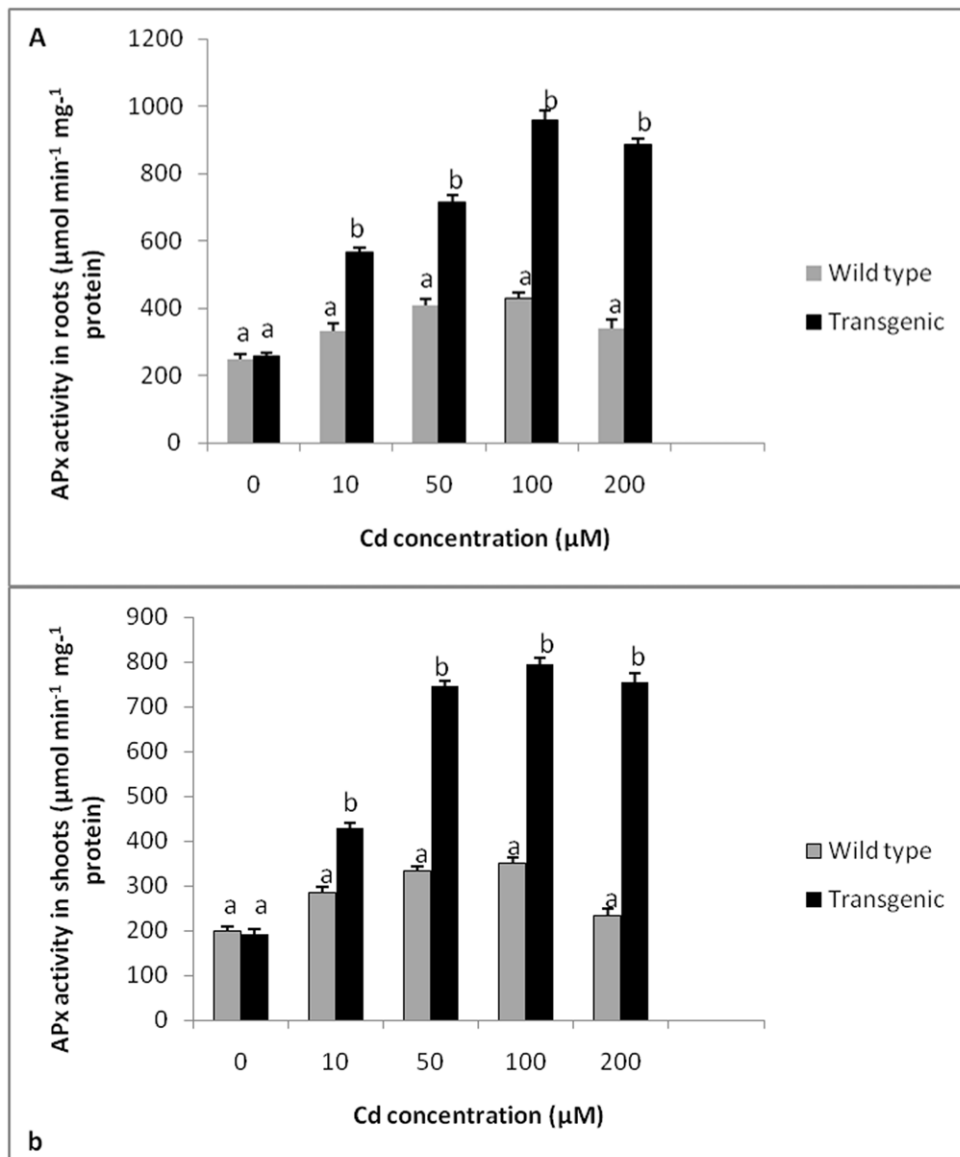 A
1200
1000
800
600
400
200
0
APx activity in roots (µmol min-1 mg-1
protein)
a a
a b
a b
a b
a b
0 10 50 100 200
Cd concentration (µM)
Wild type
Transgenic
900
800
700
600
500
400
300
200
100
0
APx activity in shoots (µmol min-1 mg-1
protein)
a a
a b
a b
a b
a b
0 10 50 100 200
Cd concentration (µM)
Wild type
Transgenic
b